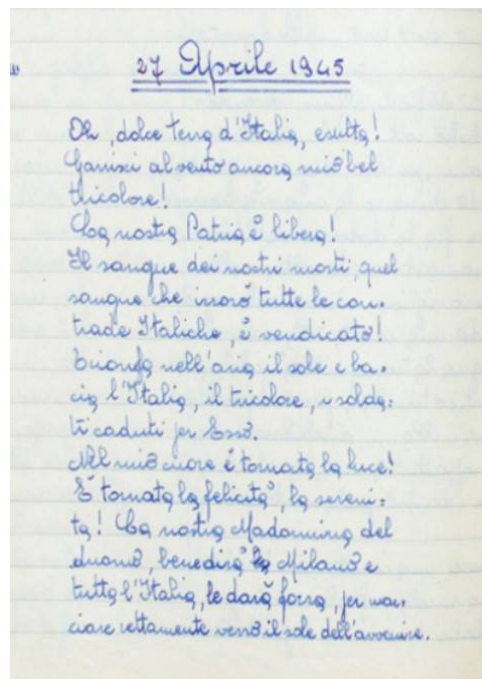 27 Aprile 1945
Oh, dolce terra d'Italia, esulta!
Garrisci al vento ancora mio bel
tricolore!
La nostra Patria è libera!
Il sangue dei nostri morti, quel
sangue che irrorò tutte le con-
trade Italiche, è vendicato!
Trionfa nell'aria il sole e ba-
cia l'Italia, il tricolore, i solda-
ti caduti per Esso.
Nel mio cuore è tornata la luce!
È tornata la felicità, la sereni-
tà! La nostra Madonnina del
duomo, benedirà la Milano e
tutta l'Italia, le darà forza, per mar-
ciare rettamente verso il sole dell'avvenire.